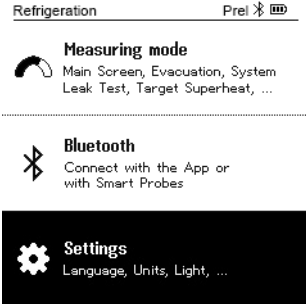 Refrigeration Prel
Measuring mode
Main Screen, Evacuation, System
Leak Test, Target Superheat, ...
Bluetooth
Connect with the App or
with Smart Probes
Settings
Language, Units, Light, ...